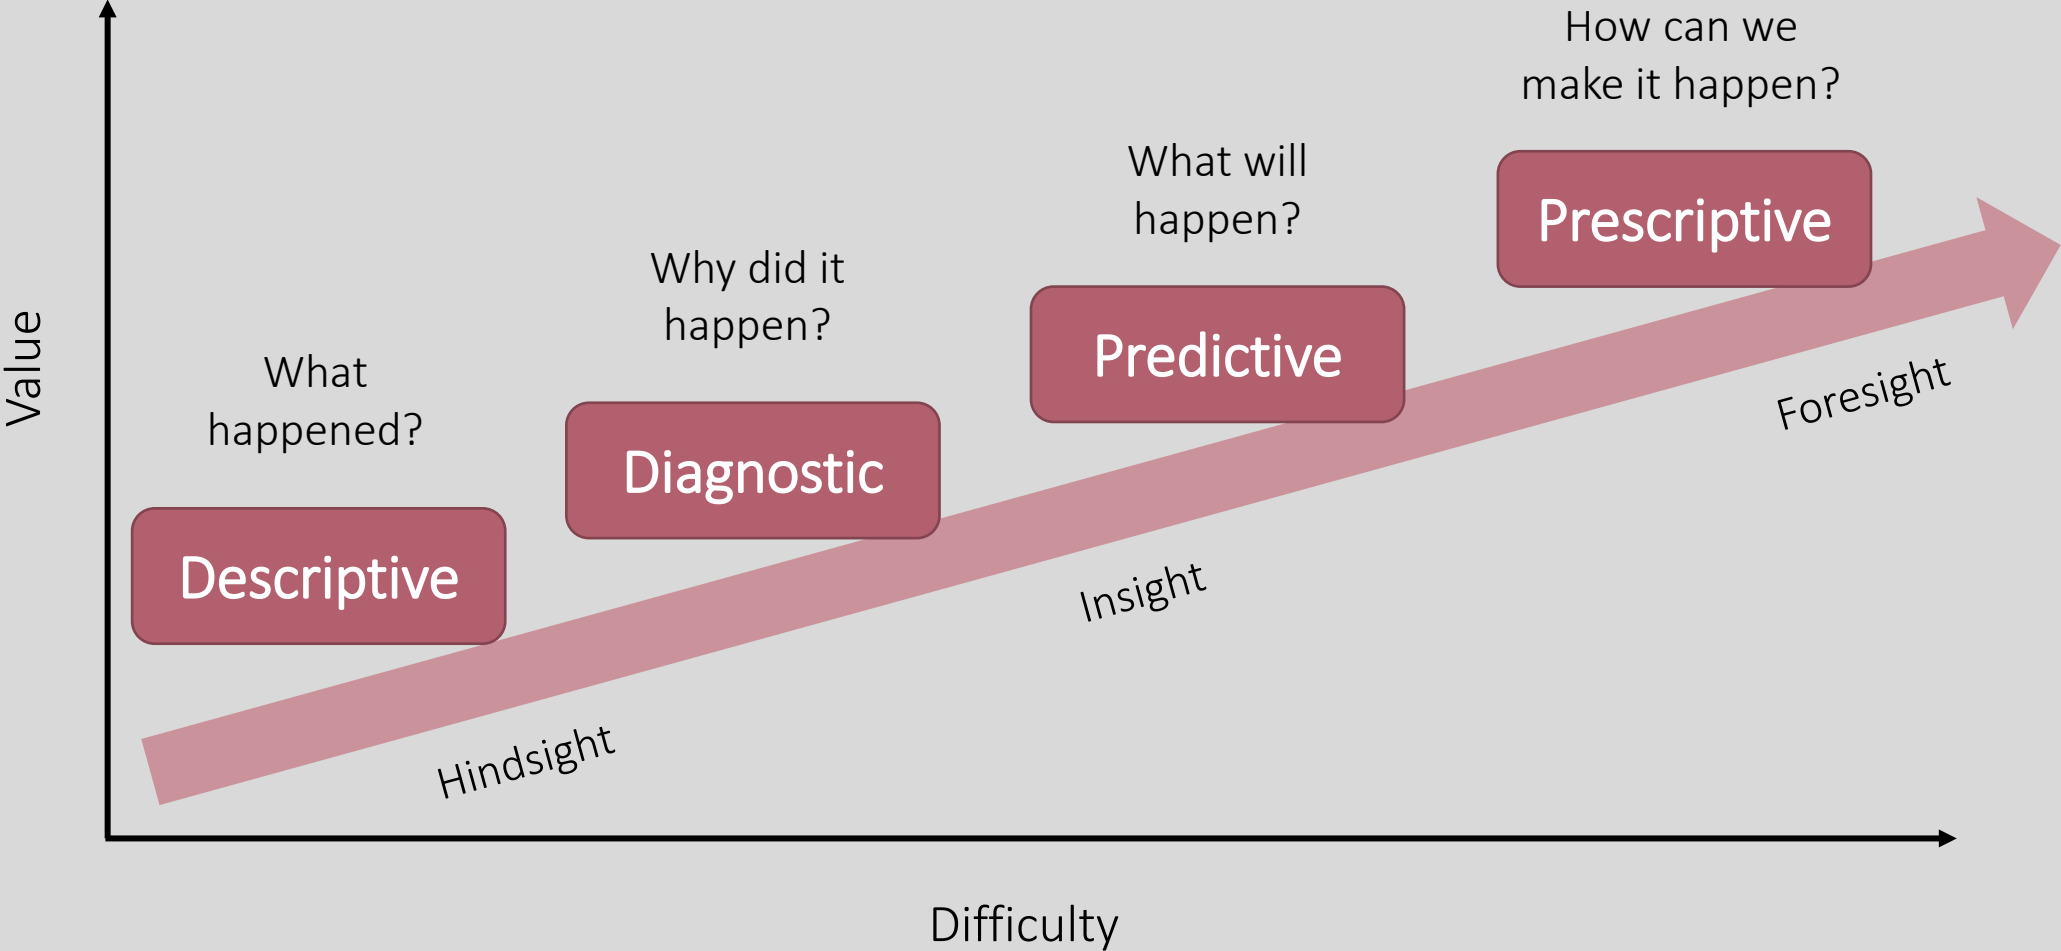 How can we
make it happen?
Prescriptive
What will
happen?
Predictive
Why did it
happen?
Diagnostic
What
happened?
Descriptive
Value
Hindsight
Insight
Foresight
Difficulty